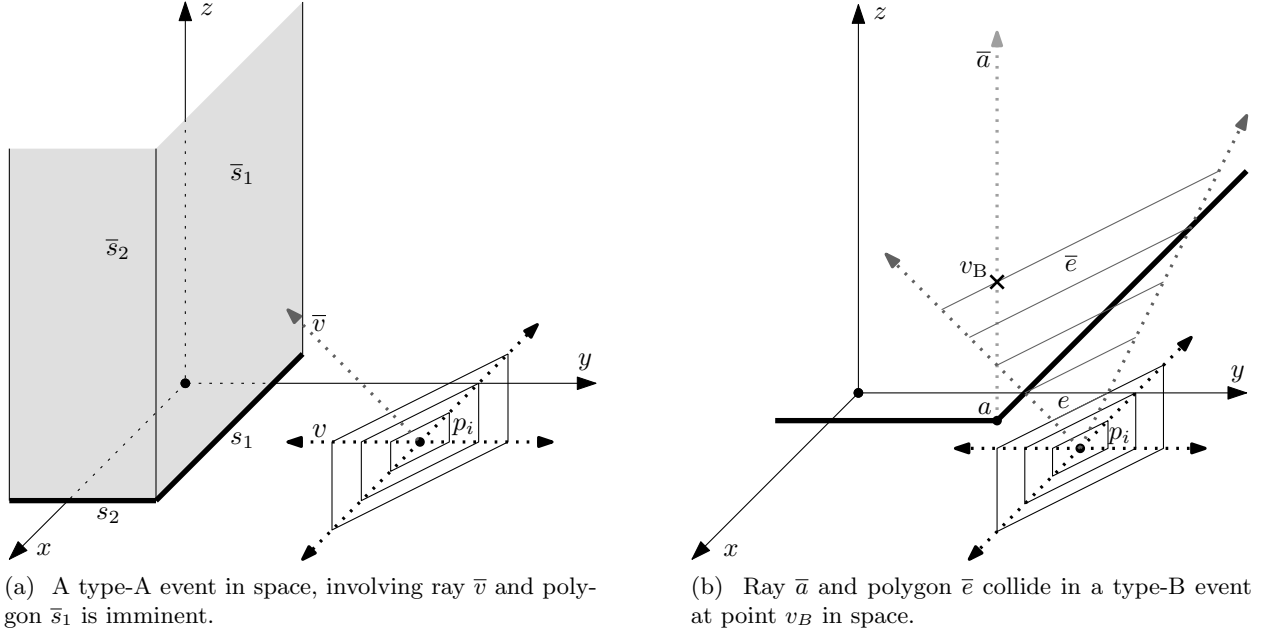 z
s̅₁
s̅₂
v̅
y
v
p_i
s₁
s₂
x
(a) A type-A event in space, involving ray v̅ and poly-
gon s̅₁ is imminent.
z
a̅
v_B
e̅
y
a
e
p_i
x
(b) Ray a̅ and polygon e̅ collide in a type-B event
at point v_B in space.